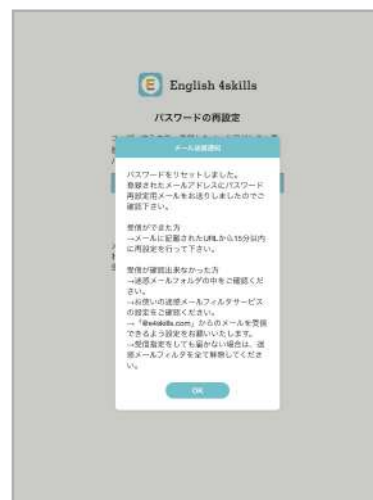 English 4skills
パスワードの再設定
メール送信通知
パスワードをリセットしました。
登録されたメールアドレスにパスワード
再設定用メールをお送りしましたのでご
確認下さい。
受信ができた方
→メールに記載されたURLから15分以内
に再設定を行って下さい。
受信が確認出来なかった方
→迷惑メールフォルダの中をご確認くだ
さい。
→お使いの迷惑メールフィルタサービス
の設定をご確認ください。
→「@e4skills.com」からのメールを受信
できるよう設定をお願いいたします。
→受信設定をしても届かない場合は、迷
惑メールフィルタを全て解除してくださ
い。
OK